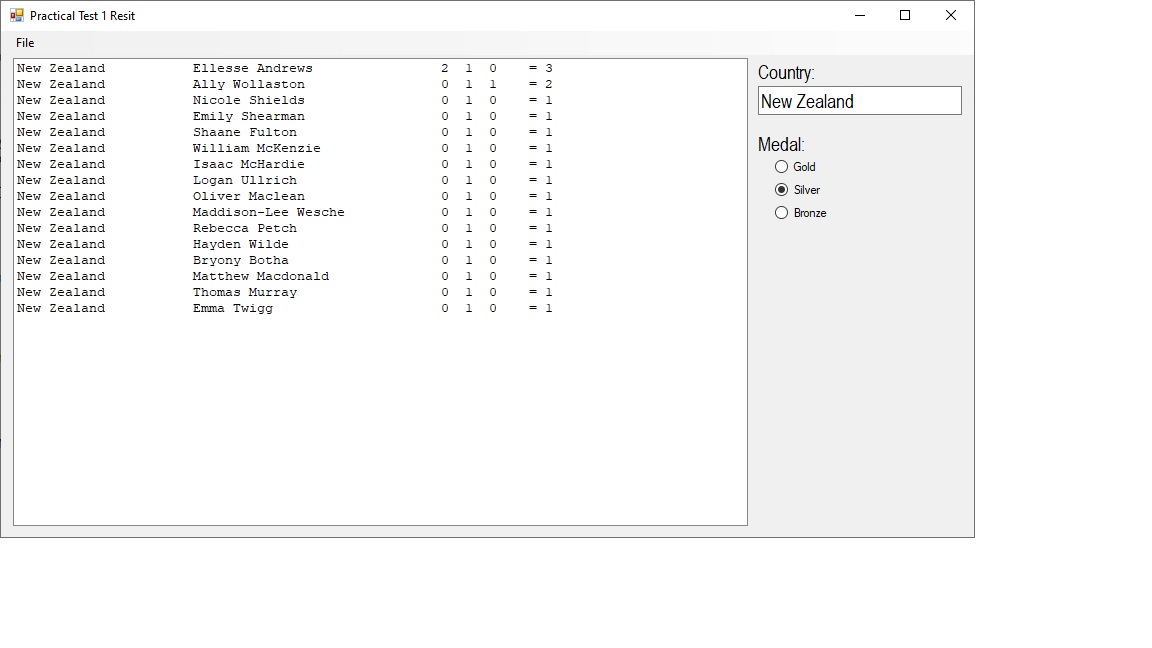 Practical Test 1 Resit
File
New Zealand Ellesse Andrews 2 1 0 = 3
New Zealand Ally Wollaston 0 1 1 = 2
New Zealand Nicole Shields 0 1 0 = 1
New Zealand Emily Shearman 0 1 0 = 1
New Zealand Shaane Fulton 0 1 0 = 1
New Zealand William McKenzie 0 1 0 = 1
New Zealand Isaac McHardie 0 1 0 = 1
New Zealand Logan Ullrich 0 1 0 = 1
New Zealand Oliver Maclean 0 1 0 = 1
New Zealand Maddison-Lee Wesche 0 1 0 = 1
New Zealand Rebecca Petch 0 1 0 = 1
New Zealand Hayden Wilde 0 1 0 = 1
New Zealand Bryony Botha 0 1 0 = 1
New Zealand Matthew Macdonald 0 1 0 = 1
New Zealand Thomas Murray 0 1 0 = 1
New Zealand Emma Twigg 0 1 0 = 1
Country:
New Zealand
Medal:
Gold
Silver
Bronze